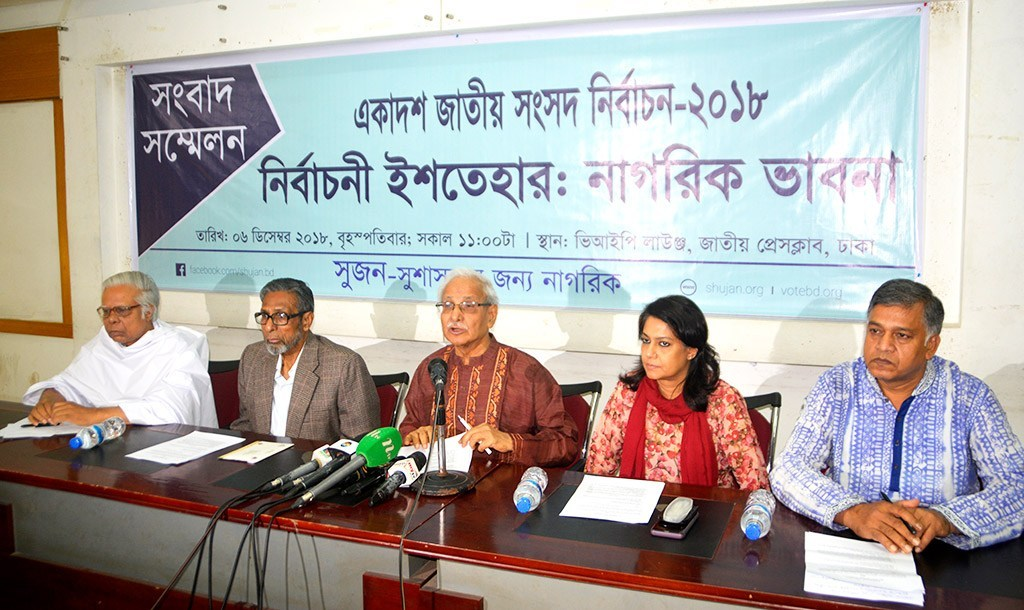 সংবাদ
সম্মেলন
একাদশ জাতীয় সংসদ নির্বাচন-২০১৮
নির্বাচনী ইশতেহার: নাগরিক ভাবনা
তারিখ: ০৬ ডিসেম্বর ২০১৮, বৃহস্পতিবার; সকাল ১১:০০টা । স্থান: ভিআইপি লাউঞ্জ, জাতীয় প্রেসক্লাব, ঢাকা
facebook.com/shujan.bd
সুজন-সুশাসনের জন্য নাগরিক
shujan.org I votebd.org